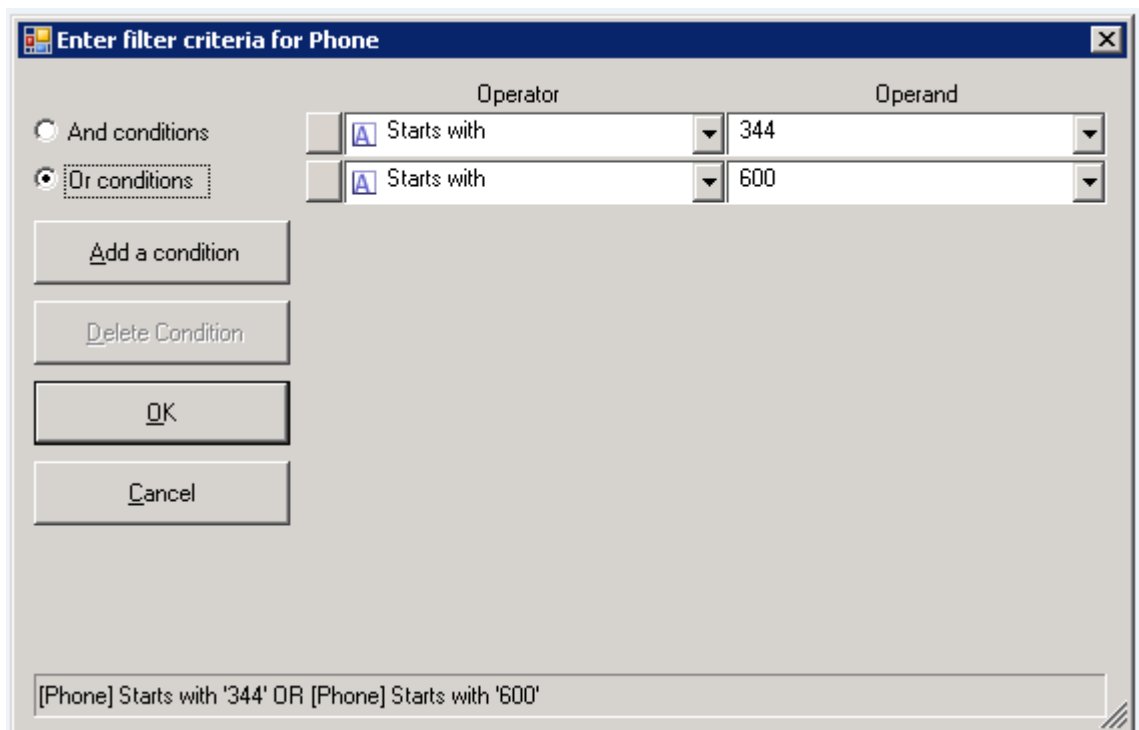 Enter filter criteria for Phone
Operator Operand
And conditions A Starts with 344
Or conditions A Starts with 600
Add a condition
Delete Condition
OK
Cancel
[Phone] Starts with '344' OR [Phone] Starts with '600'